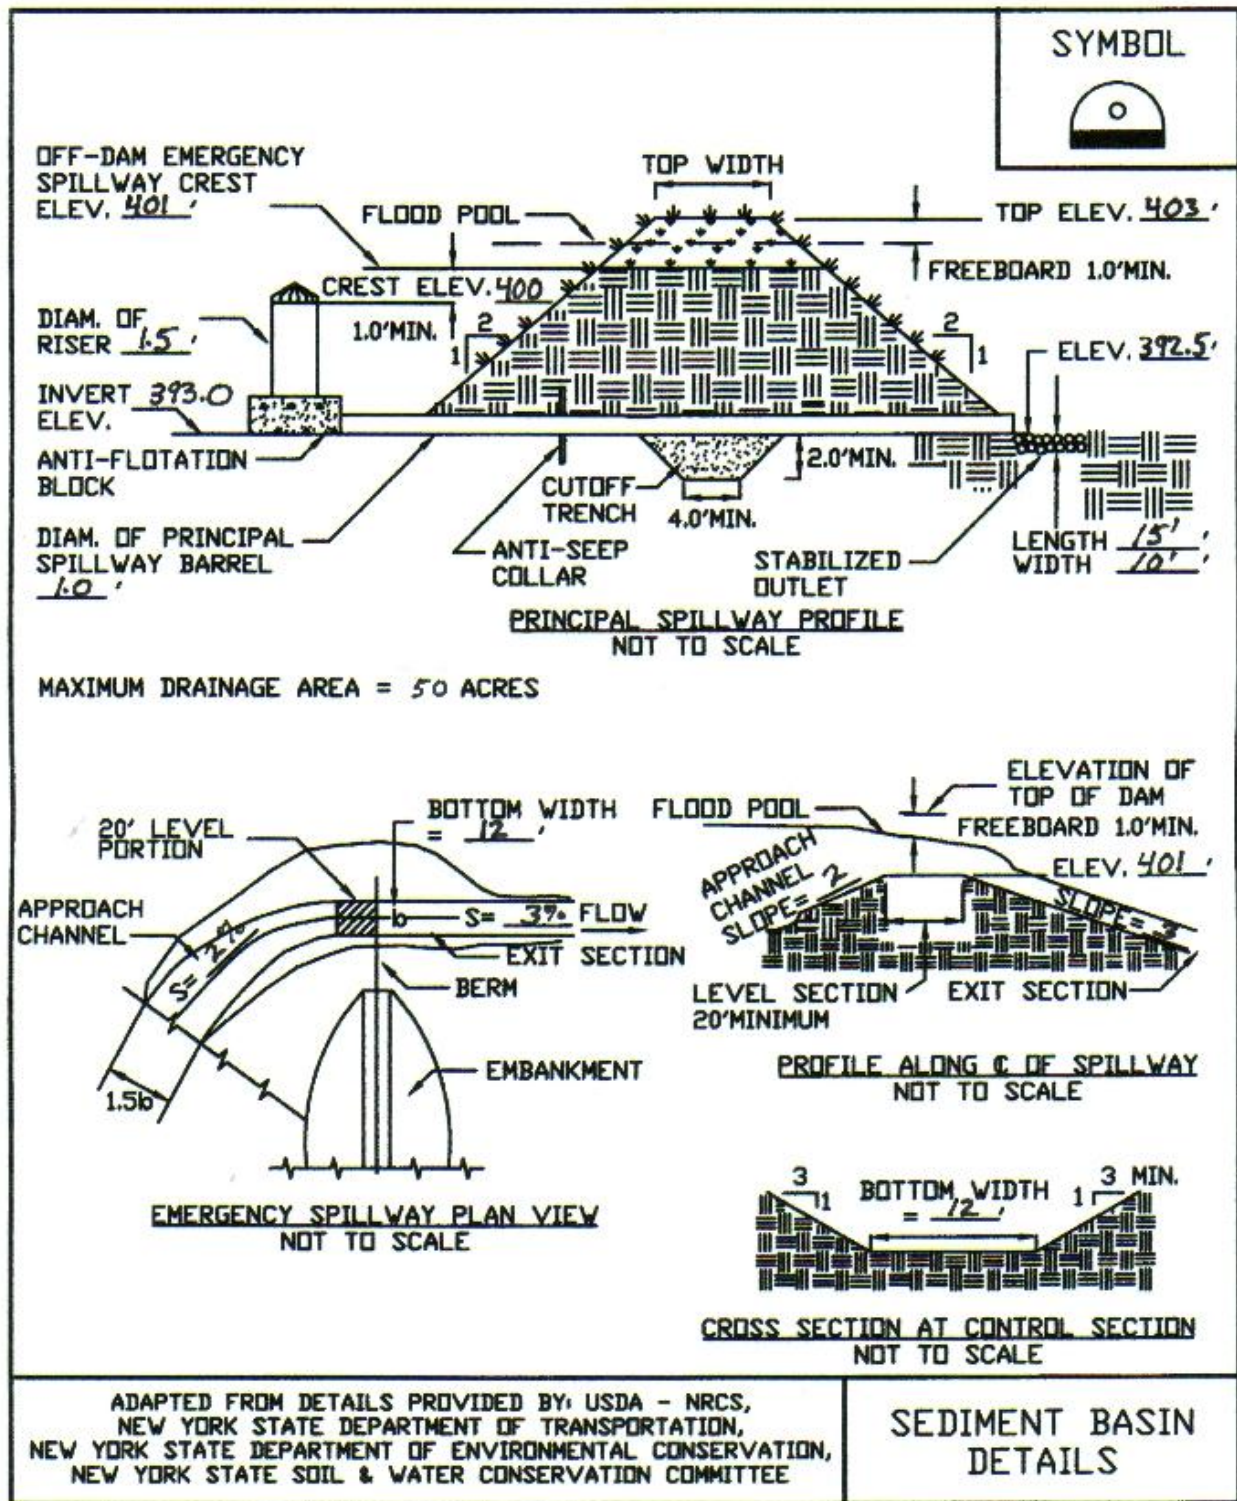 SYMBOL
OFF-DAM EMERGENCY
SPILLWAY CREST
ELEV. 401'
FLOOD POOL
TOP WIDTH
TOP ELEV. 403'
FREEBOARD 1.0'MIN.
CREST ELEV. 400
1.0'MIN.
DIAM. OF
RISER 1.5'
2
1
2
1
ELEV. 392.5'
INVERT 393.0
ELEV.
ANTI-FLOTATION
BLOCK
2.0'MIN.
CUTOFF
TRENCH
4.0'MIN.
DIAM. OF PRINCIPAL
SPILLWAY BARREL
1.0'
ANTI-SEEP
COLLAR
STABILIZED
OUTLET
LENGTH 15'
WIDTH 10'
PRINCIPAL SPILLWAY PROFILE
NOT TO SCALE
MAXIMUM DRAINAGE AREA = 50 ACRES
20' LEVEL
PORTION
BOTTOM WIDTH
= 12'
APPROACH
CHANNEL
S= 2%
b
S= 3%
FLOW
EXIT SECTION
BERM
EMBANKMENT
1.5b
EMERGENCY SPILLWAY PLAN VIEW
NOT TO SCALE
FLOOD POOL
ELEVATION OF
TOP OF DAM
FREEBOARD 1.0'MIN.
ELEV. 401'
APPROACH
CHANNEL
SLOPE= 2
SLOPE= 3
LEVEL SECTION
20'MINIMUM
EXIT SECTION
PROFILE ALONG ℄ OF SPILLWAY
NOT TO SCALE
3
1
BOTTOM WIDTH
= 12'
1
3 MIN.
CROSS SECTION AT CONTROL SECTION
NOT TO SCALE
ADAPTED FROM DETAILS PROVIDED BY: USDA - NRCS,
NEW YORK STATE DEPARTMENT OF TRANSPORTATION,
NEW YORK STATE DEPARTMENT OF ENVIRONMENTAL CONSERVATION,
NEW YORK STATE SOIL & WATER CONSERVATION COMMITTEE
SEDIMENT BASIN
DETAILS